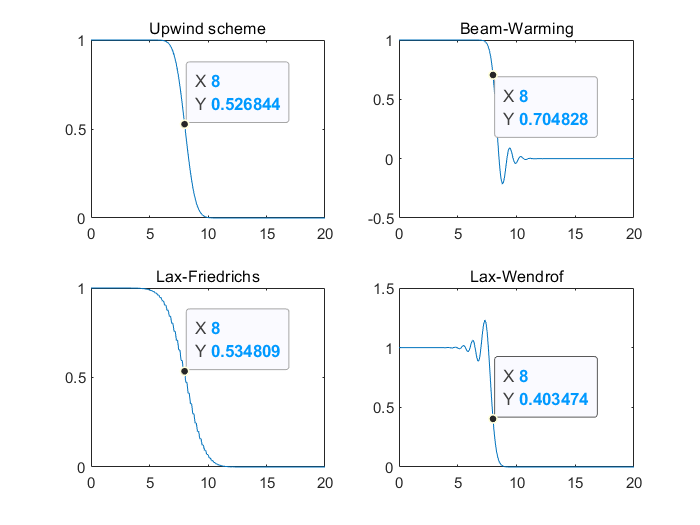 Upwind scheme
1
0.5
0
X 8
Y 0.526844
0 5 10 15 20
Beam-Warming
1
0.5
0
-0.5
X 8
Y 0.704828
0 5 10 15 20
Lax-Friedrichs
1
0.5
0
X 8
Y 0.534809
0 5 10 15 20
Lax-Wendrof
1.5
1
0.5
0
X 8
Y 0.403474
0 5 10 15 20